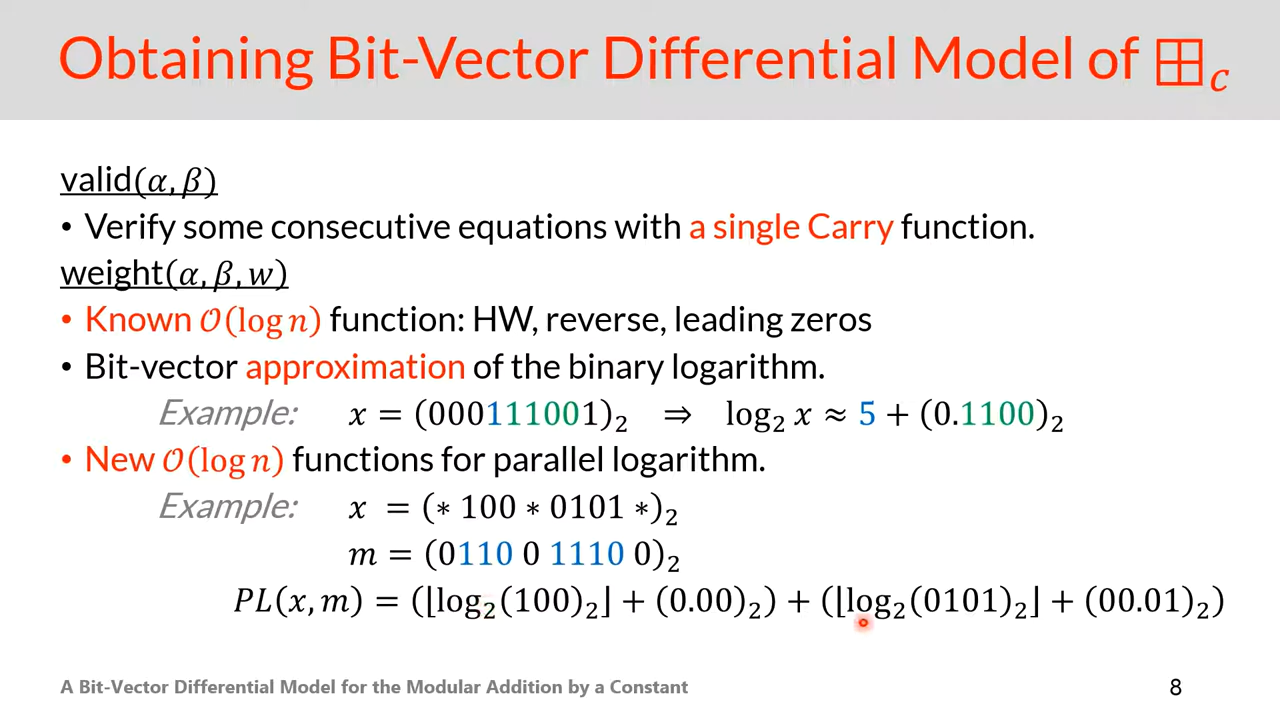 Obtaining Bit-Vector Differential Model of ⊞_c
valid(α, β)
• Verify some consecutive equations with a single Carry function.
weight(α, β, w)
• Known 𝒪(log n) function: HW, reverse, leading zeros
• Bit-vector approximation of the binary logarithm.
Example: x = (000111001)₂ ⇒ log₂ x ≈ 5 + (0.1100)₂
• New 𝒪(log n) functions for parallel logarithm.
Example: x = (∗ 100 ∗ 0101 ∗)₂
m = (0110 0 1110 0)₂
PL(x, m) = (⌊log₂(100)₂⌋ + (0.00)₂) + (⌊log₂(0101)₂⌋ + (00.01)₂)
A Bit-Vector Differential Model for the Modular Addition by a Constant
8